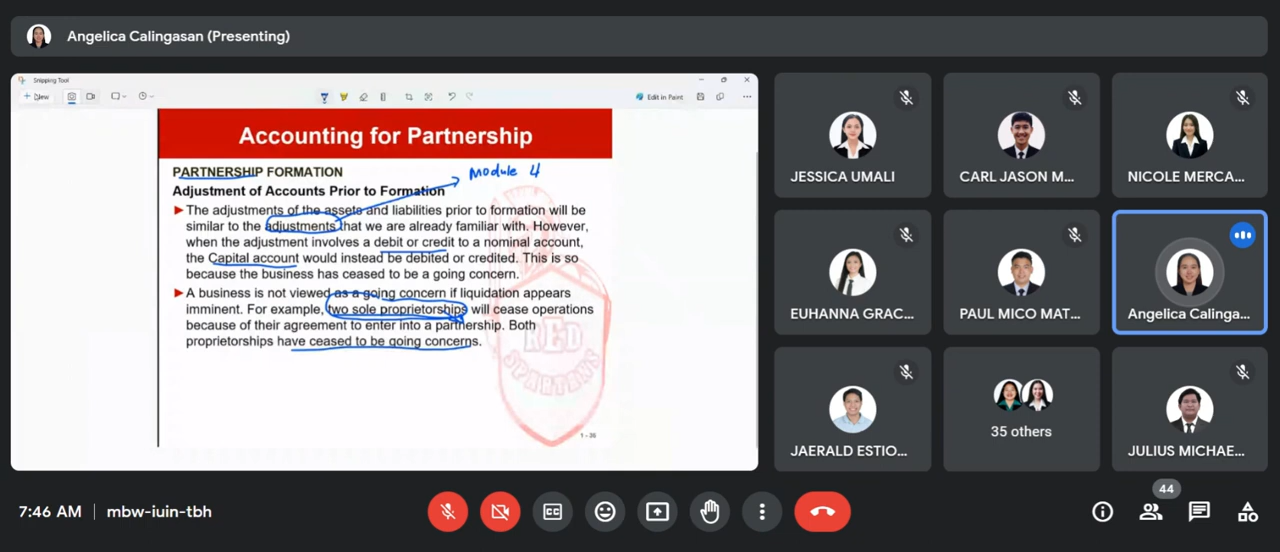 Angelica Calingasan (Presenting)
Snipping Tool
New
Edit in Paint
Accounting for Partnership
PARTNERSHIP FORMATION
Module 4
Adjustment of Accounts Prior to Formation
The adjustments of the assets and liabilities prior to formation will be
similar to the adjustments that we are already familiar with. However,
when the adjustment involves a debit or credit to a nominal account,
the Capital account would instead be debited or credited. This is so
because the business has ceased to be a going concern.
A business is not viewed as a going concern if liquidation appears
imminent. For example, two sole proprietorships will cease operations
because of their agreement to enter into a partnership. Both
proprietorships have ceased to be going concerns.
RED
SPARTANS
1 - 36
JESSICA UMALI
CARL JASON M...
NICOLE MERCA...
EUHANNA GRAC...
PAUL MICO MAT...
Angelica Calinga...
JAERALD ESTIO...
35 others
JULIUS MICHAE...
7:46 AM | mbw-iuin-tbh
CC
44